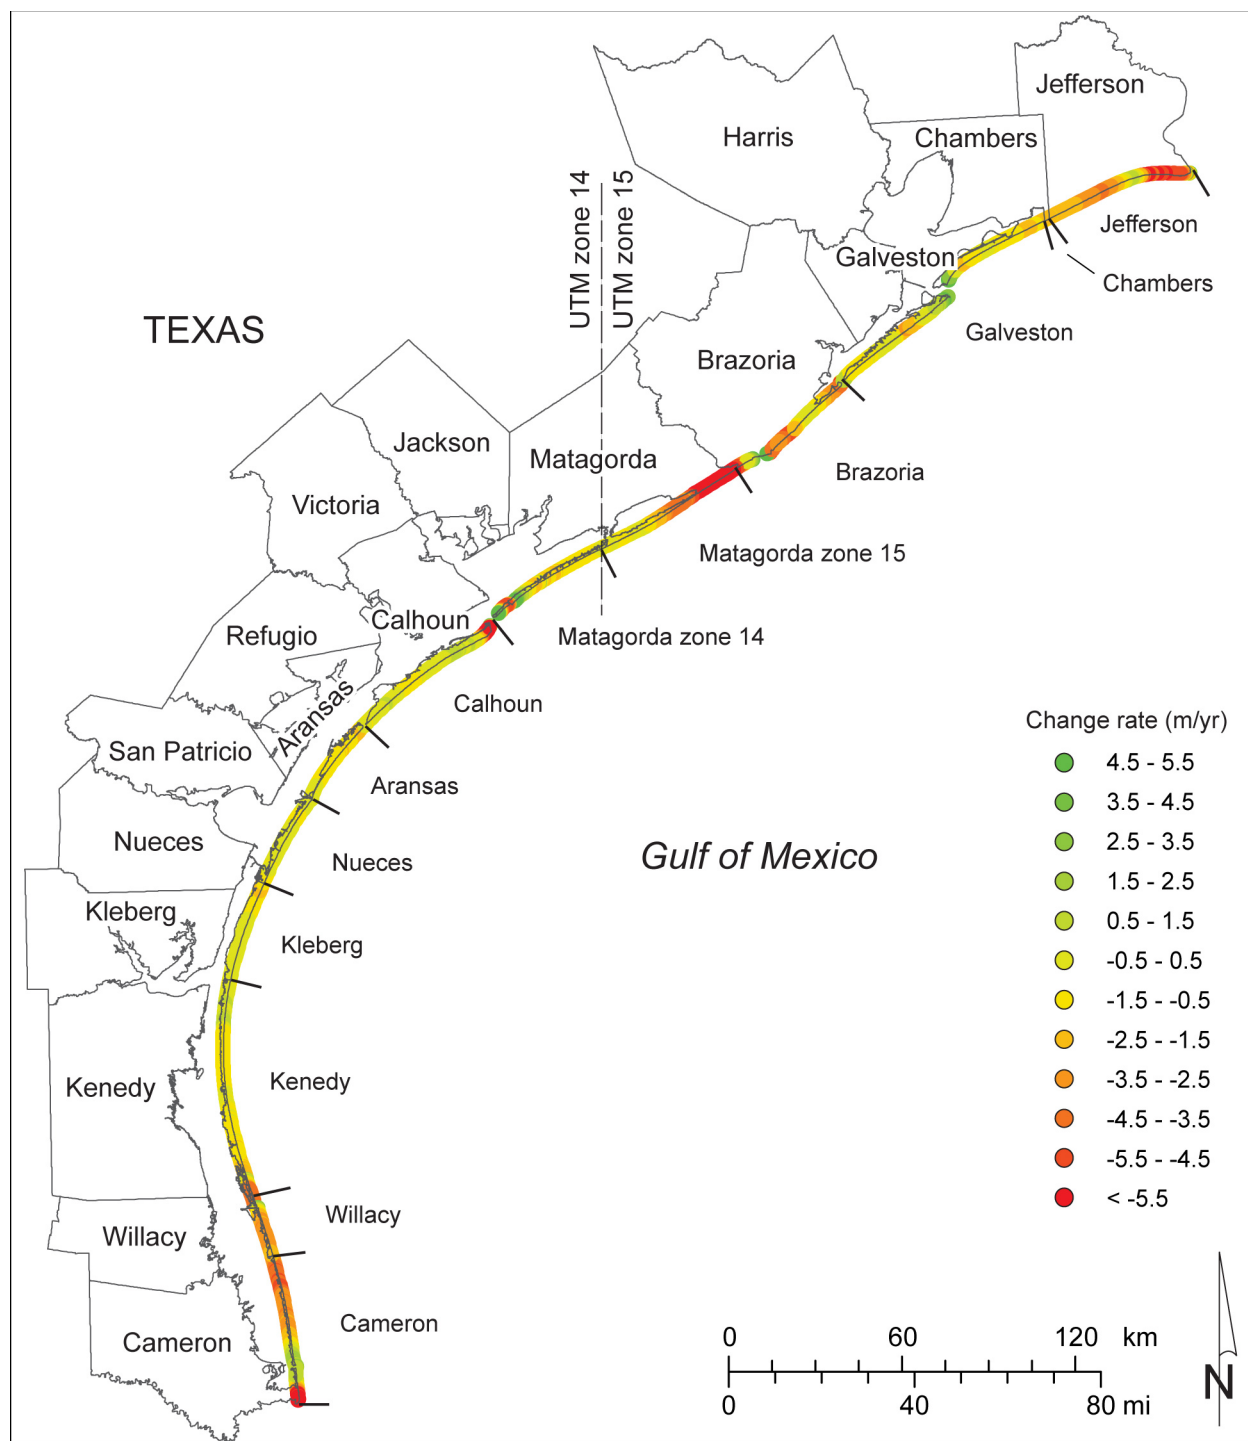 Jefferson
Harris
Chambers
UTM zone 14
UTM zone 15
Jefferson
Galveston
Chambers
TEXAS
Galveston
Brazoria
Jackson
Matagorda
Brazoria
Victoria
Matagorda zone 15
Calhoun
Refugio
Matagorda zone 14
Aransas
Calhoun
San Patricio
Aransas
Nueces
Nueces
Gulf of Mexico
Kleberg
Kleberg
Kenedy
Kenedy
Willacy
Willacy
Cameron
Cameron
Change rate (m/yr)
4.5 - 5.5
3.5 - 4.5
2.5 - 3.5
1.5 - 2.5
0.5 - 1.5
-0.5 - 0.5
-1.5 - -0.5
-2.5 - -1.5
-3.5 - -2.5
-4.5 - -3.5
-5.5 - -4.5
< -5.5
0 60 120 km
0 40 80 mi
N